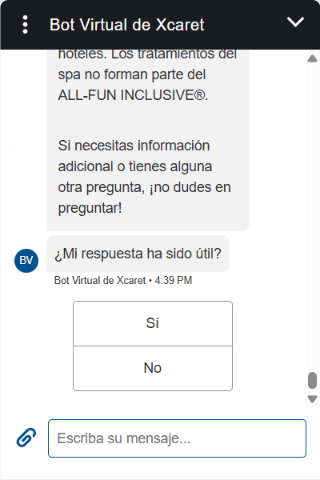 Bot Virtual de Xcaret
hoteles. Los tratamientos del
spa no forman parte del
ALL-FUN INCLUSIVE®.
Si necesitas información
adicional o tienes alguna
otra pregunta, ¡no dudes en
preguntar!
BV
¿Mi respuesta ha sido útil?
Bot Virtual de Xcaret • 4:39 PM
Sí
No
Escriba su mensaje...